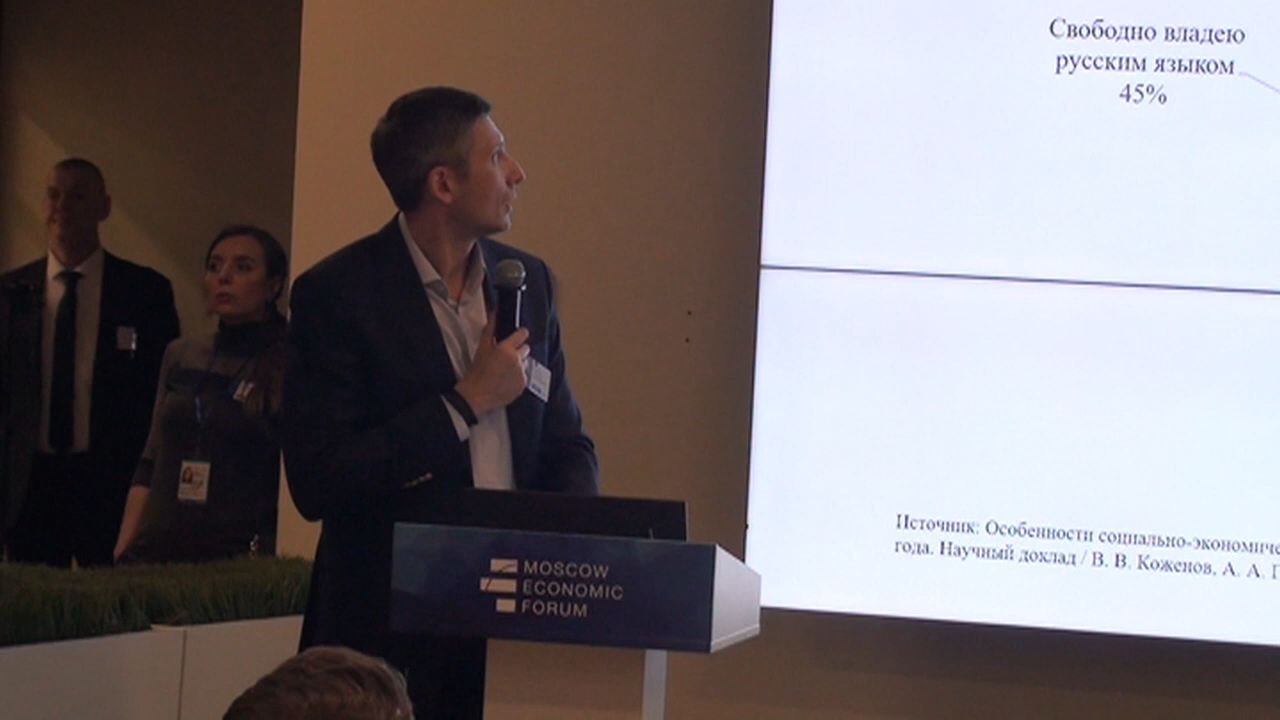 Свободно владею
русским языком
45%
Источник: Особенности социально-экономиче
года. Научный доклад / В. В. Коженов, А. А. Г
MOSCOW
ECONOMIC
FORUM